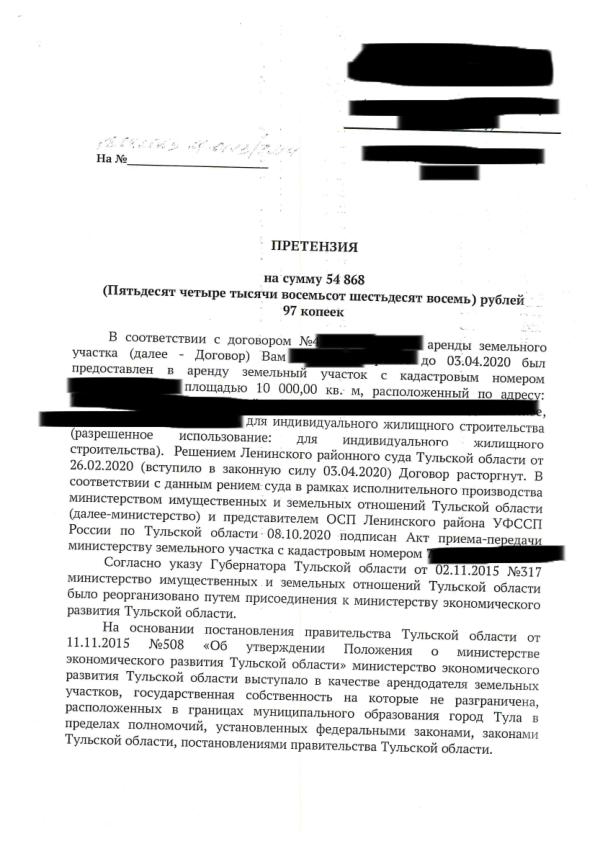 На №
ПРЕТЕНЗИЯ
на сумму 54 868
(Пятьдесят четыре тысячи восемьсот шестьдесят восемь) рублей
97 копеек
В соответствии с договором №4 аренды земельного
участка (далее - Договор) Вам до 03.04.2020 был
предоставлен в аренду земельный участок с кадастровым номером
площадью 10 000,00 кв. м, расположенный по адресу:
для индивидуального жилищного строительства
(разрешенное использование: для индивидуального жилищного
строительства). Решением Ленинского районного суда Тульской области от
26.02.2020 (вступило в законную силу 03.04.2020) Договор расторгнут. В
соответствии с данным рением суда в рамках исполнительного производства
министерством имущественных и земельных отношений Тульской области
(далее-министерство) и представителем ОСП Ленинского района УФССП
России по Тульской области 08.10.2020 подписан Акт приема-передачи
министерству земельного участка с кадастровым номером
Согласно указу Губернатора Тульской области от 02.11.2015 №317
министерство имущественных и земельных отношений Тульской области
было реорганизовано путем присоединения к министерству экономического
развития Тульской области.
На основании постановления правительства Тульской области от
11.11.2015 №508 «Об утверждении Положения о министерстве
экономического развития Тульской области» министерство экономического
развития Тульской области выступало в качестве арендодателя земельных
участков, государственная собственность на которые не разграничена,
расположенных в границах муниципального образования город Тула в
пределах полномочий, установленных федеральными законами, законами
Тульской области, постановлениями правительства Тульской области.